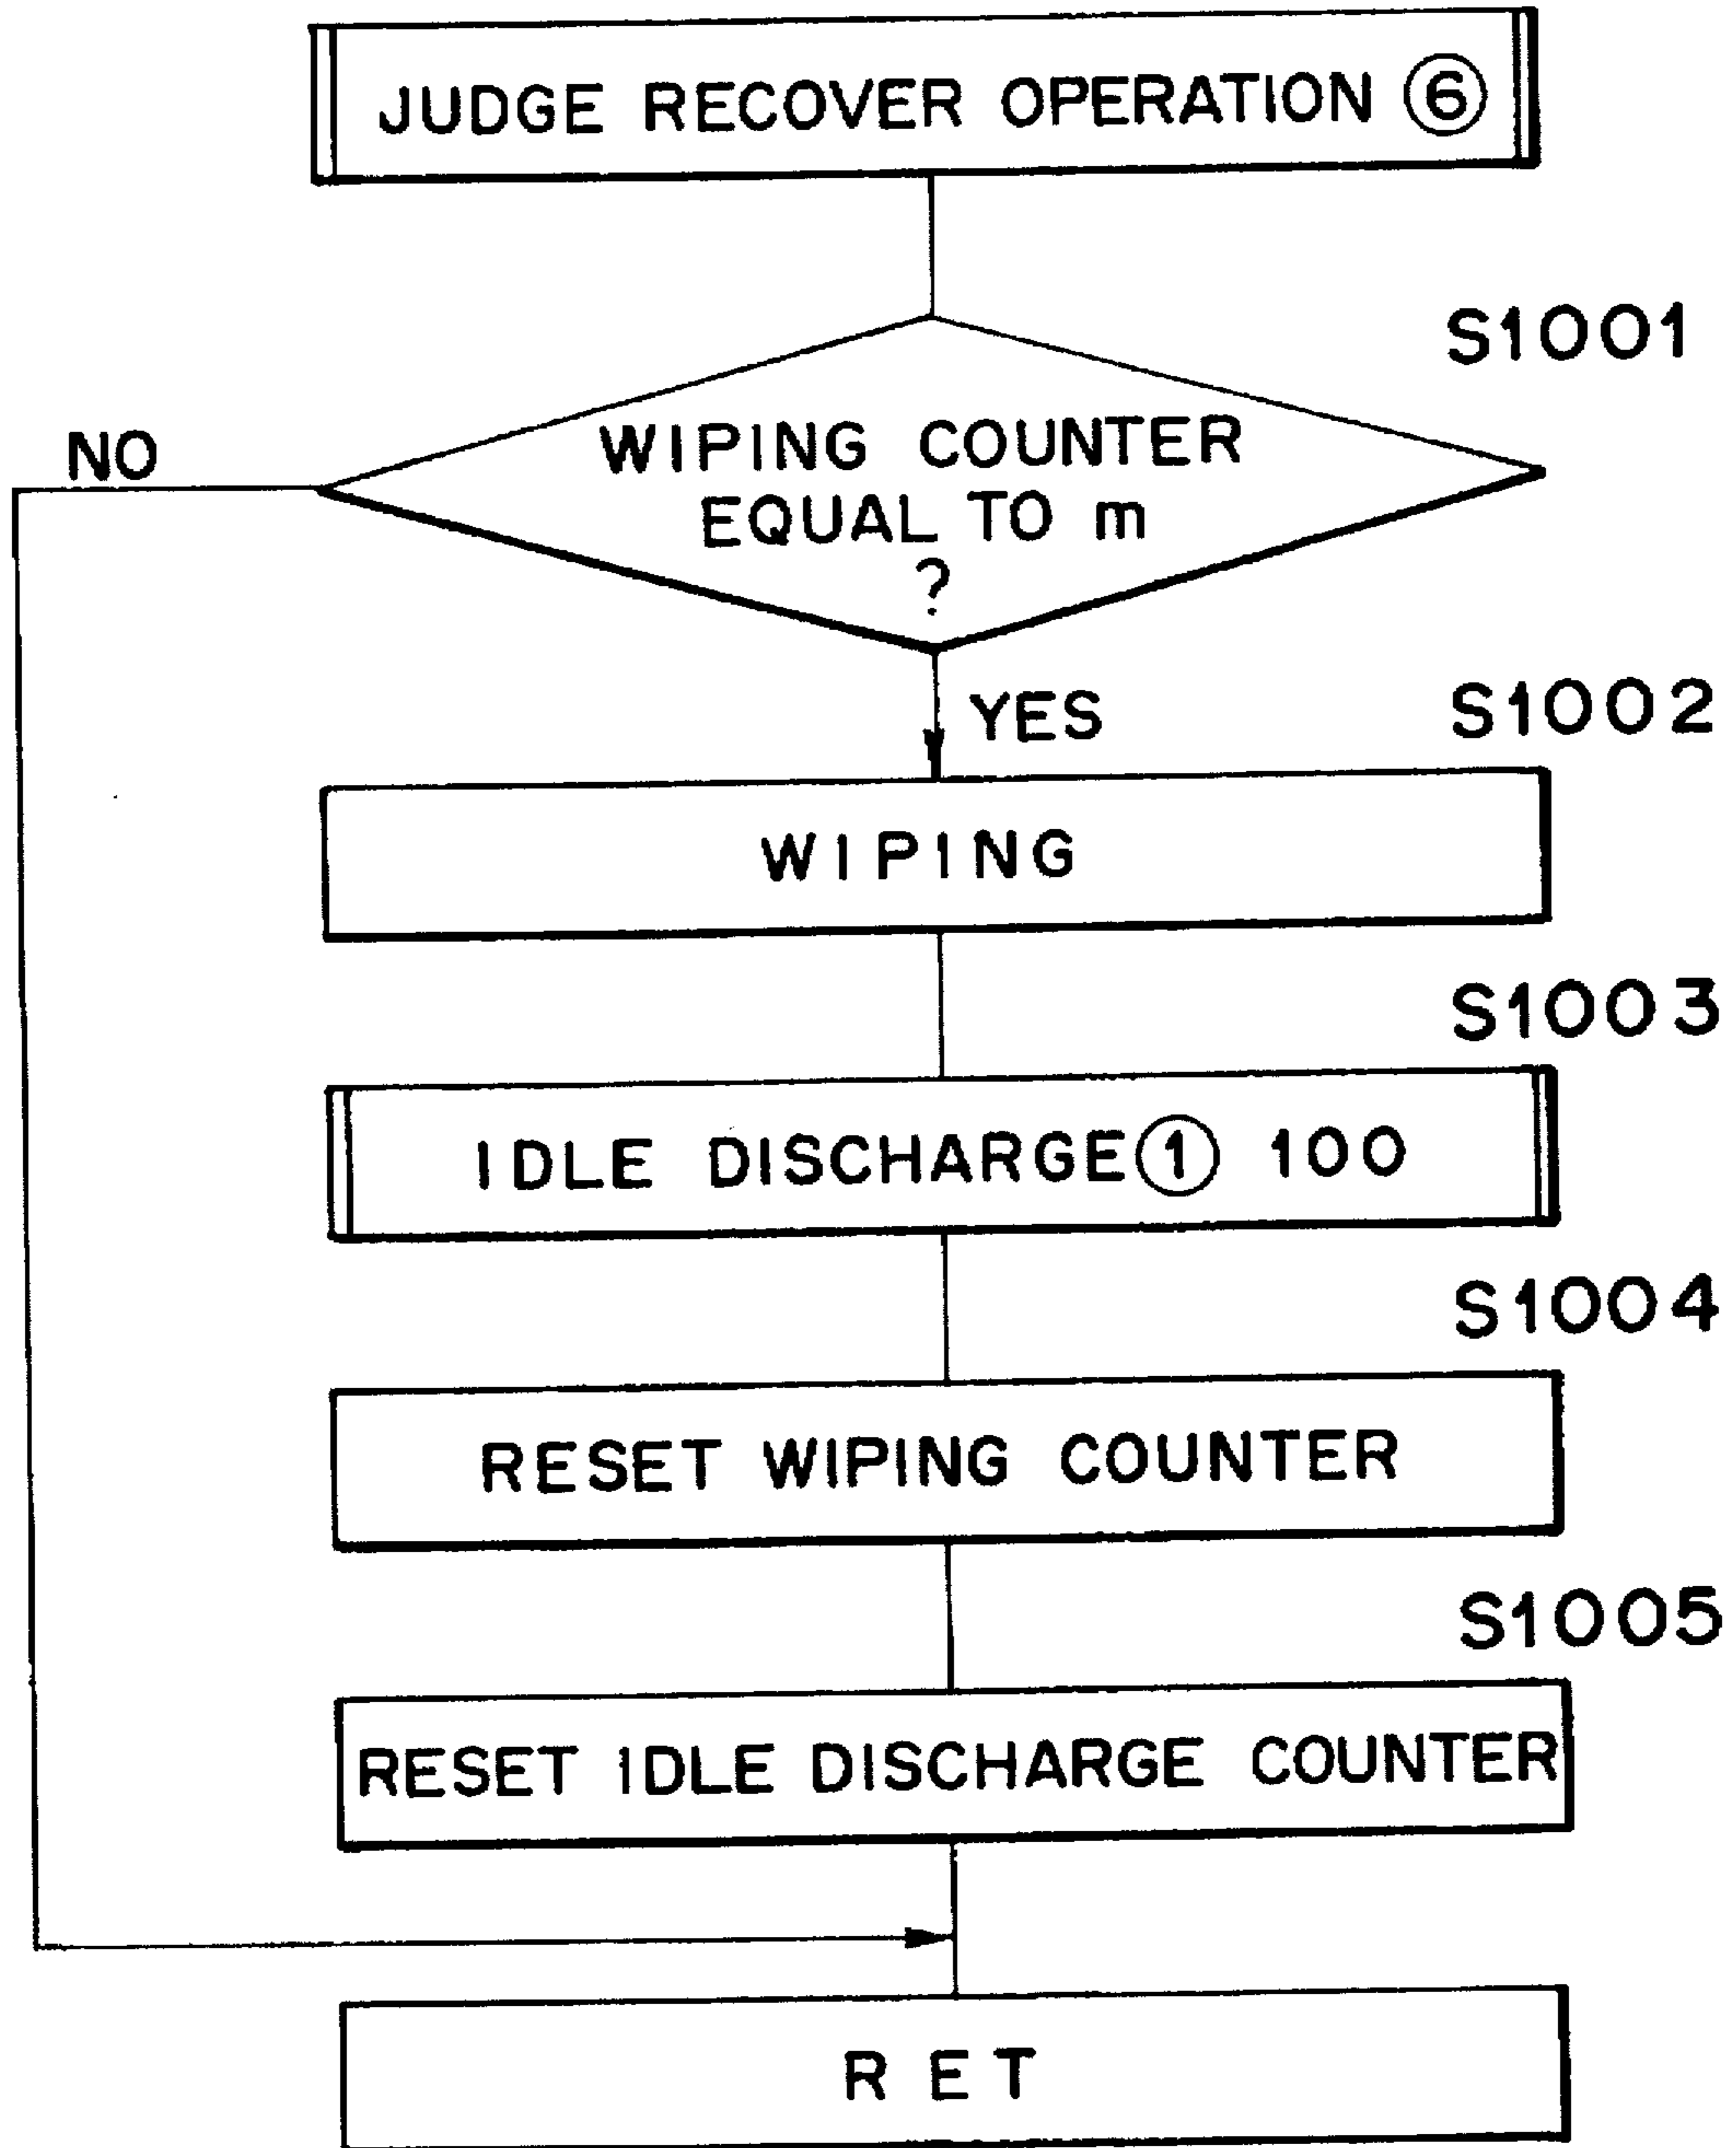 JUDGE RECOVER OPERATION ⑥
S1001
NO
WIPING COUNTER
EQUAL TO m
?
YES
S1002
WIPING
S1003
IDLE DISCHARGE① 100
S1004
RESET WIPING COUNTER
S1005
RESET IDLE DISCHARGE COUNTER
RET